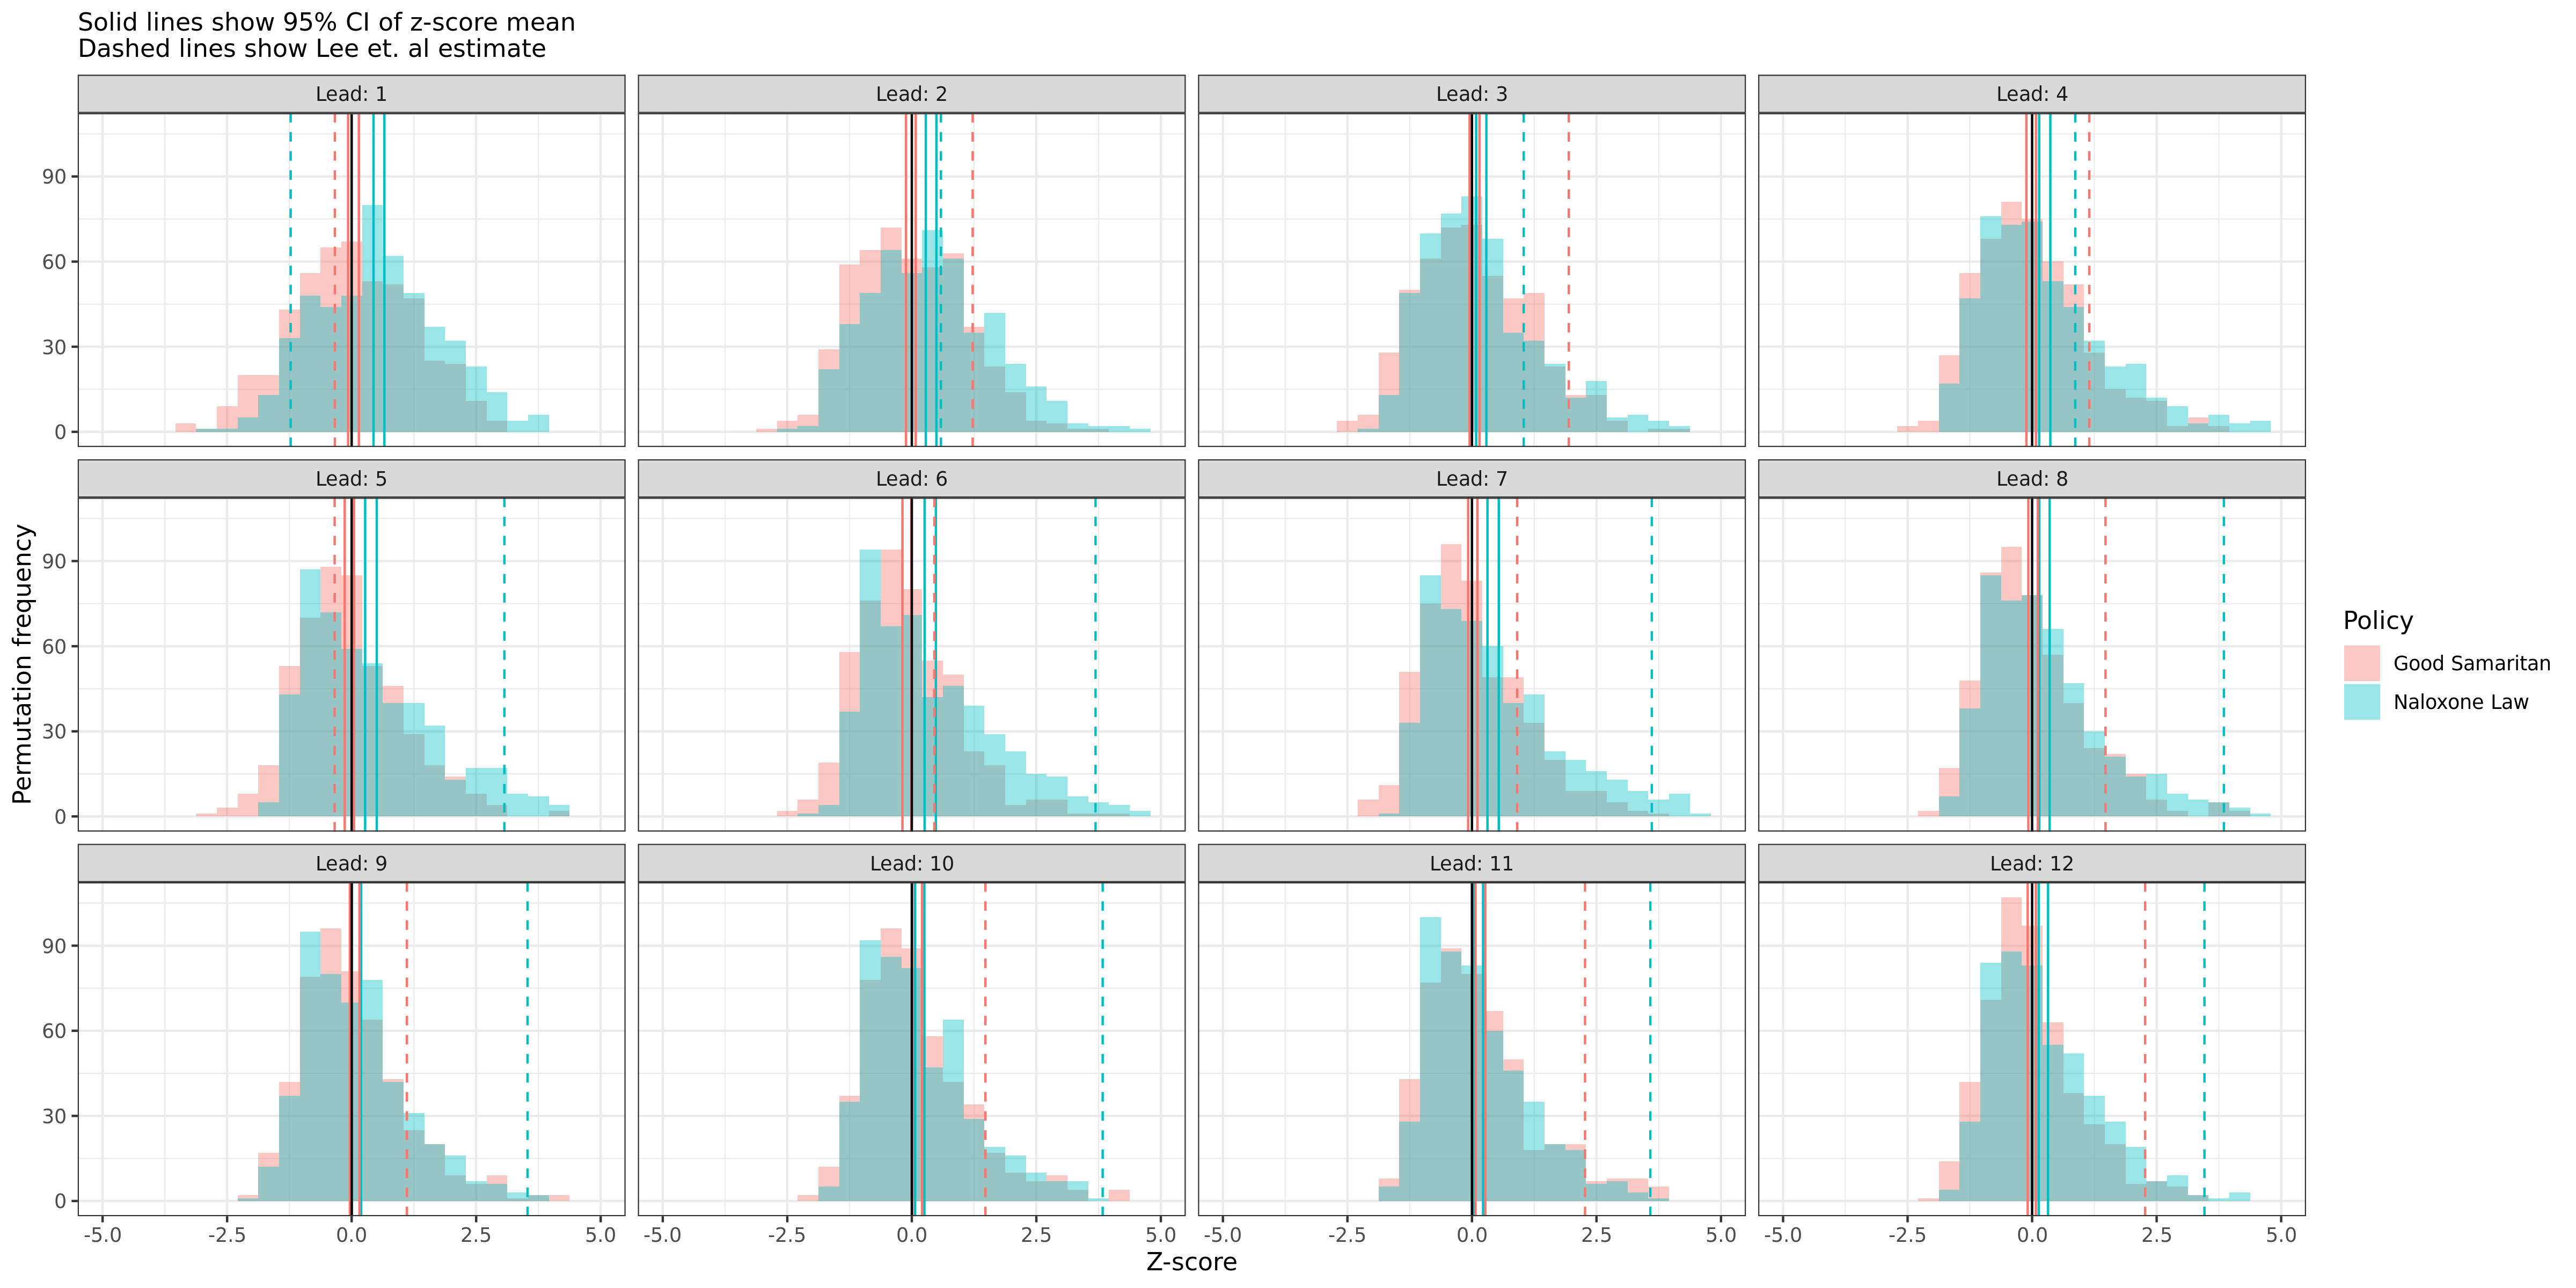 Solid lines show 95% CI of z-score mean
Dashed lines show Lee et. al estimate
Lead: 1
Lead: 2
Lead: 3
Lead: 4
90
60
30
0
Lead: 5
Lead: 6
Lead: 7
Lead: 8
90
60
30
0
Lead: 9
Lead: 10
Lead: 11
Lead: 12
90
60
30
0
-5.0 -2.5 0.0 2.5 5.0
-5.0 -2.5 0.0 2.5 5.0
-5.0 -2.5 0.0 2.5 5.0
-5.0 -2.5 0.0 2.5 5.0
Z-score
Permutation frequency
Policy
Good Samaritan
Naloxone Law